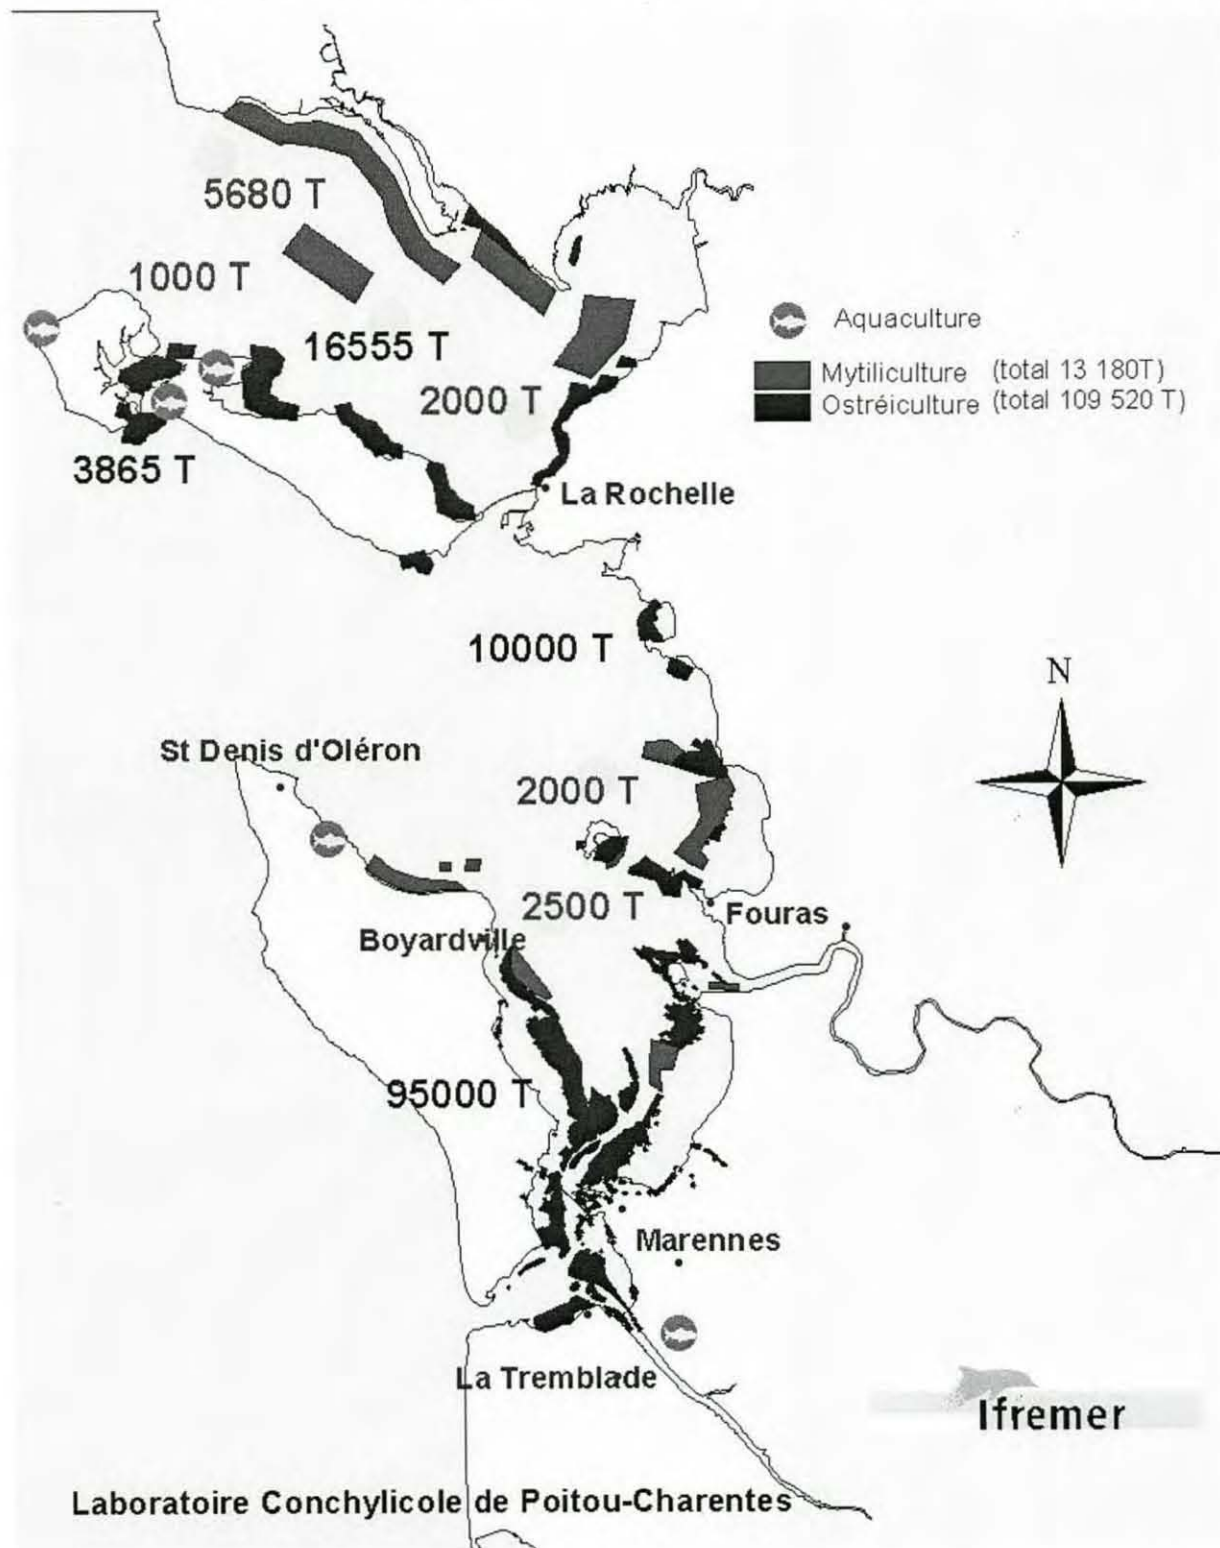 5680 T
1000 T
16555 T
2000 T
3865 T
Aquaculture
Mytiliculture (total 13 180T)
Ostréiculture (total 109 520 T)
La Rochelle
10000 T
N
St Denis d'Oléron
2000 T
2500 T
Fouras
Boyardville
95000 T
Marennes
La Tremblade
Ifremer
Laboratoire Conchylicole de Poitou-Charentes